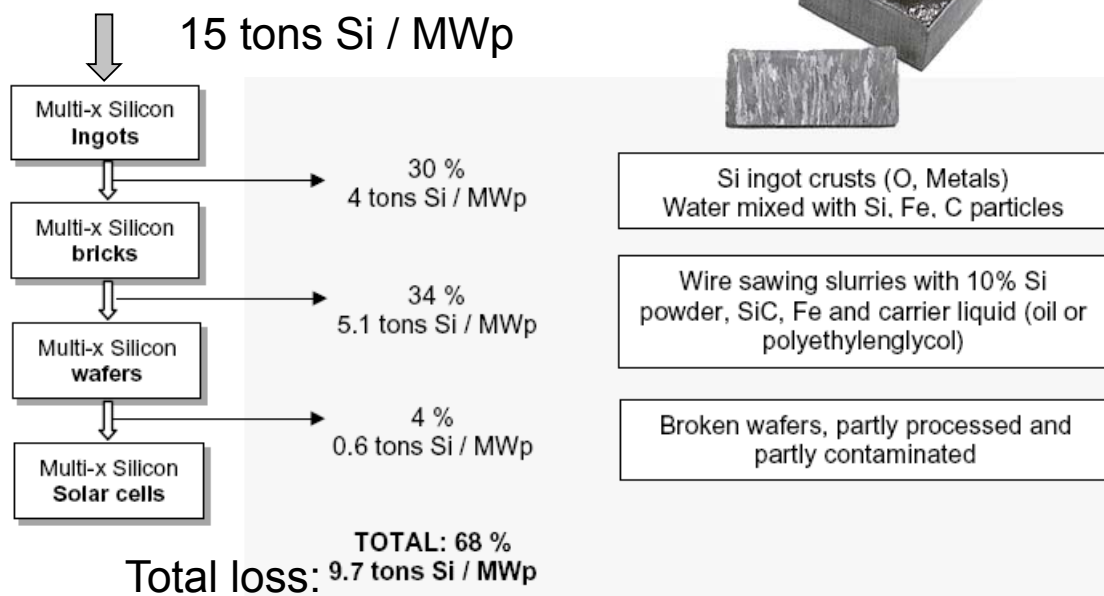 15 tons Si / MWp
Multi-x Silicon
Ingots
30 %
4 tons Si / MWp
Si ingot crusts (O, Metals)
Water mixed with Si, Fe, C particles
Multi-x Silicon
bricks
34 %
5.1 tons Si / MWp
Wire sawing slurries with 10% Si
powder, SiC, Fe and carrier liquid (oil or
polyethylenglycol)
Multi-x Silicon
wafers
4 %
0.6 tons Si / MWp
Broken wafers, partly processed and
partly contaminated
Multi-x Silicon
Solar cells
TOTAL: 68 %
Total loss: 9.7 tons Si / MWp